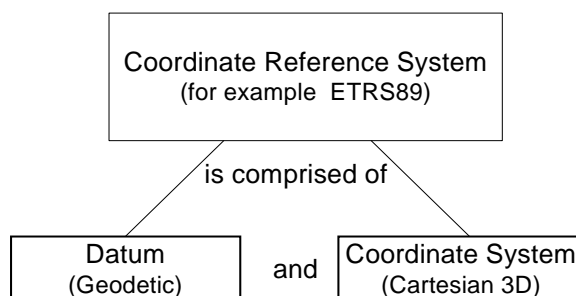 Coordinate Reference System
(for example ETRS89)
is comprised of
Datum
(Geodetic)
and
Coordinate System
(Cartesian 3D)